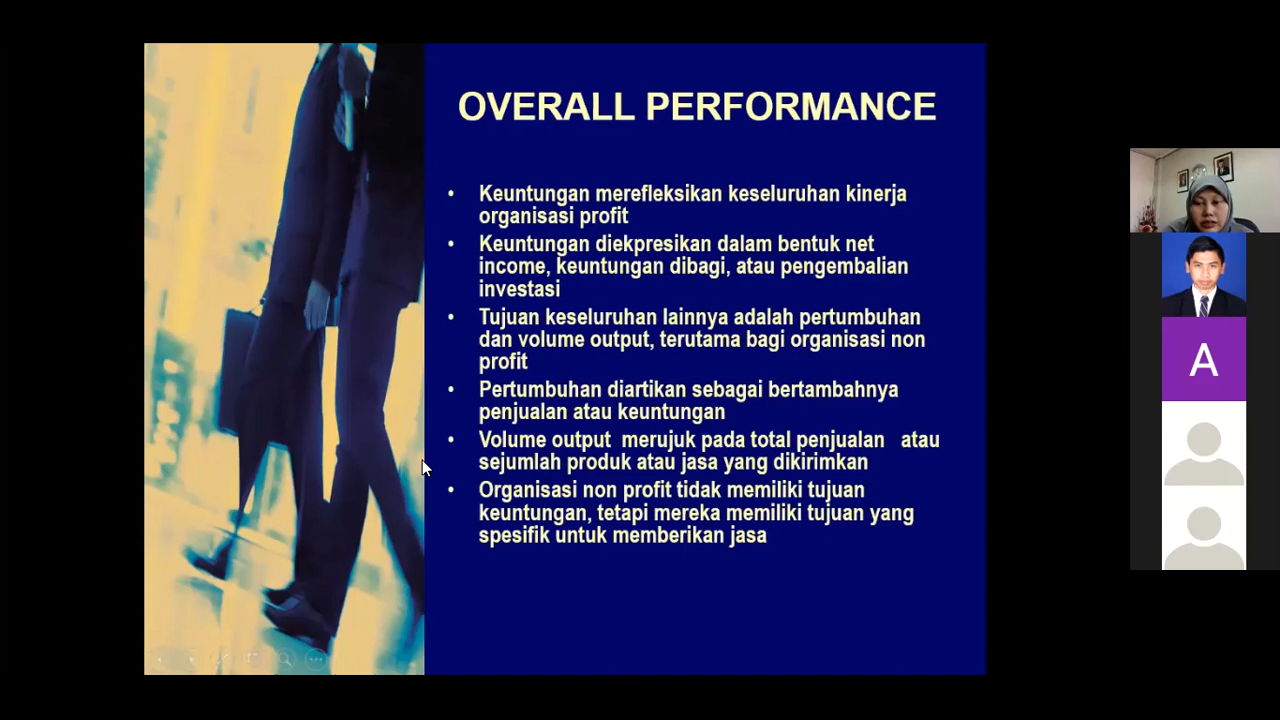 OVERALL PERFORMANCE
• Keuntungan merefleksikan keseluruhan kinerja
organisasi profit
• Keuntungan diekpresikan dalam bentuk net
income, keuntungan dibagi, atau pengembalian
investasi
• Tujuan keseluruhan lainnya adalah pertumbuhan
dan volume output, terutama bagi organisasi non
profit
• Pertumbuhan diartikan sebagai bertambahnya
penjualan atau keuntungan
• Volume output merujuk pada total penjualan atau
sejumlah produk atau jasa yang dikirimkan
• Organisasi non profit tidak memiliki tujuan
keuntungan, tetapi mereka memiliki tujuan yang
spesifik untuk memberikan jasa
A